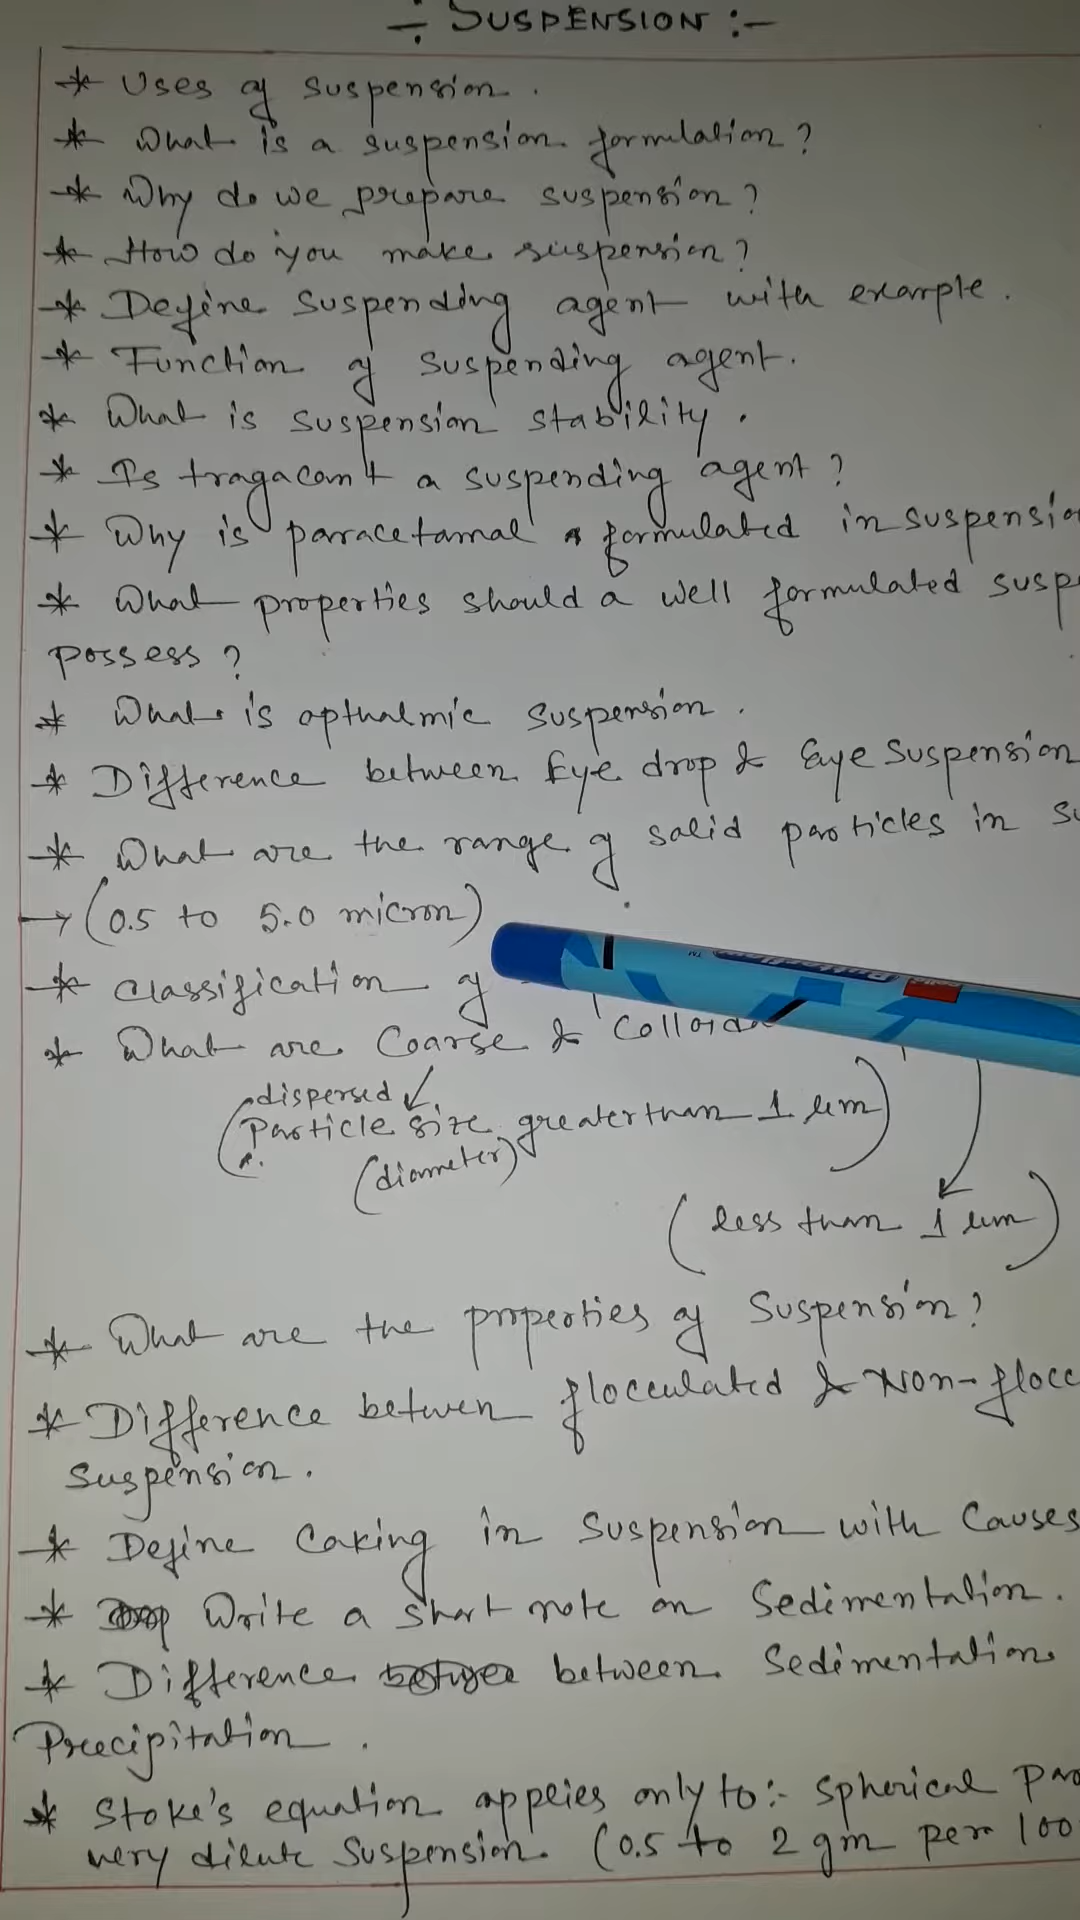 ÷ SUSPENSION :-
* Uses of suspension.
* What is a suspension formulation?
* Why do we prepare suspension?
* How do you make suspension?
* Define suspending agent with example.
* Function of suspending agent.
* What is suspension stability.
* Is tragacant a suspending agent?
* Why is paracetamal formulated in suspensio
* What properties should a well formulated susp
possess?
* What is opthalmic suspension.
* Difference between Eye drop & Eye Suspension
* What are the range of solid particles in su
→ (0.5 to 5.0 micron)
* Classification of
* What are Coarse & Colloida
dispersed
(Particle size greater than 1 µm)
(diameter)
(less than 1 µm)
* What are the properties of Suspension?
* Difference betwen flocculated & Non-flocc
Suspension.
* Define Caking in Suspension with Causes
* Write a short note on Sedimentation.
* Difference between Sedimentation
Precipitation.
* Stoke's equation applies only to:- Spherical Par
very dilute Suspension. (0.5 to 2 gm per 100